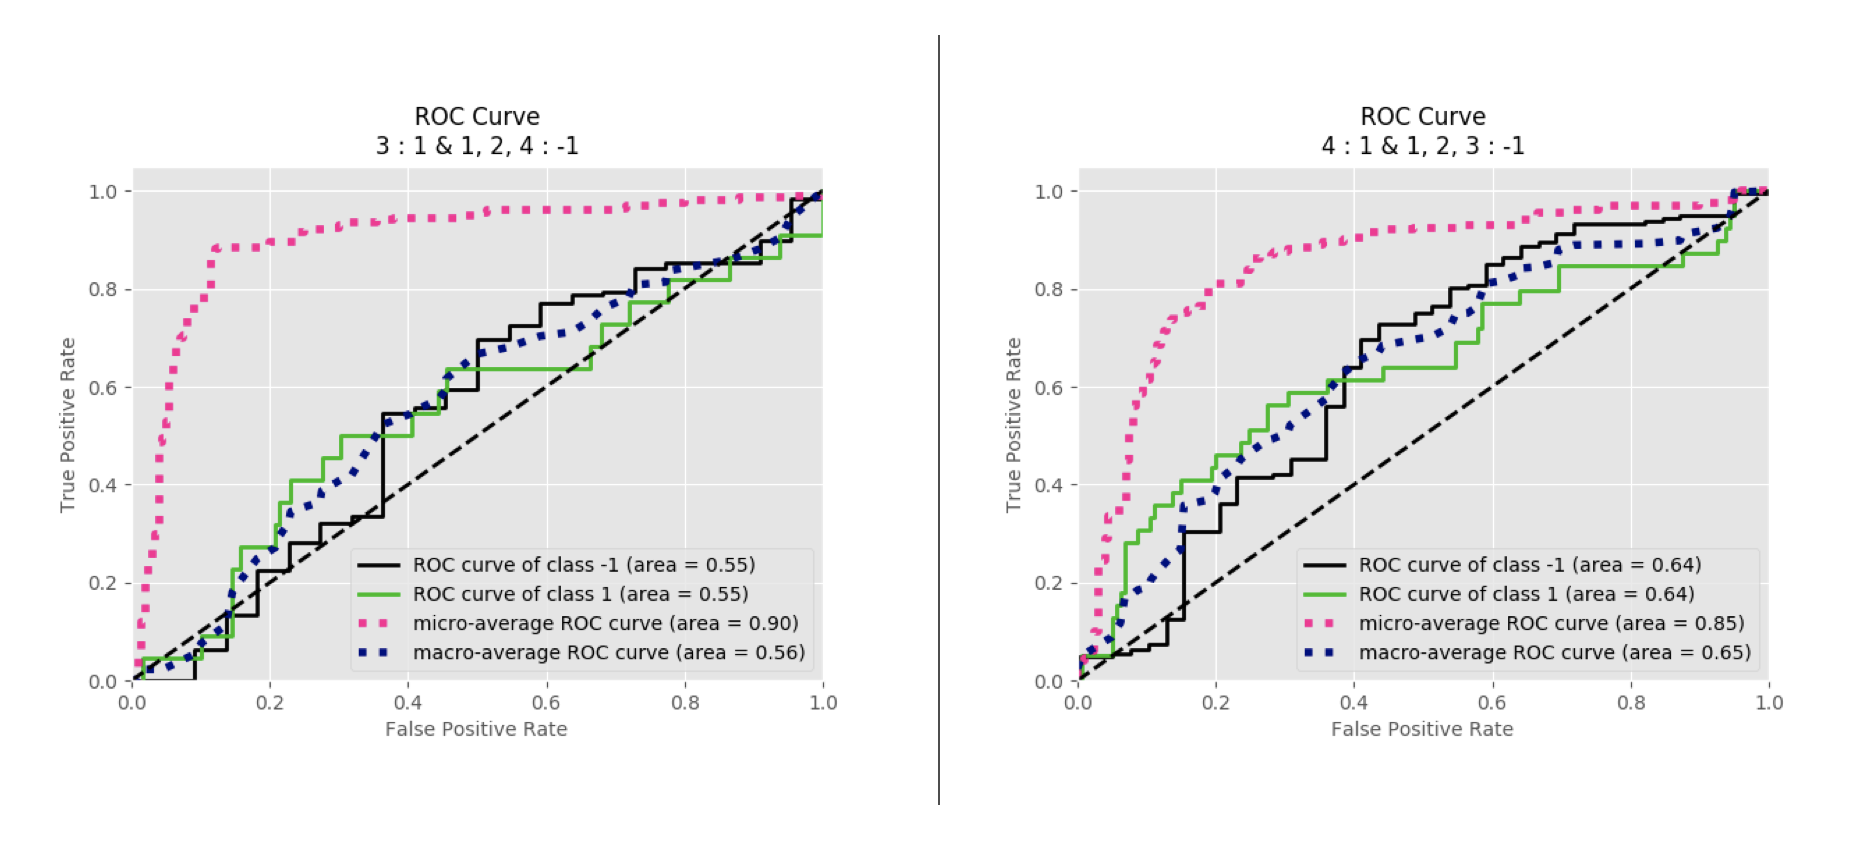 ROC Curve
3 : 1 & 1, 2, 4 : -1
True Positive Rate
1.0
0.8
0.6
0.4
0.2
0.0
0.0 0.2 0.4 0.6 0.8 1.0
False Positive Rate
ROC curve of class -1 (area = 0.55)
ROC curve of class 1 (area = 0.55)
micro-average ROC curve (area = 0.90)
macro-average ROC curve (area = 0.56)
ROC Curve
4 : 1 & 1, 2, 3 : -1
True Positive Rate
1.0
0.8
0.6
0.4
0.2
0.0
0.0 0.2 0.4 0.6 0.8 1.0
False Positive Rate
ROC curve of class -1 (area = 0.64)
ROC curve of class 1 (area = 0.64)
micro-average ROC curve (area = 0.85)
macro-average ROC curve (area = 0.65)